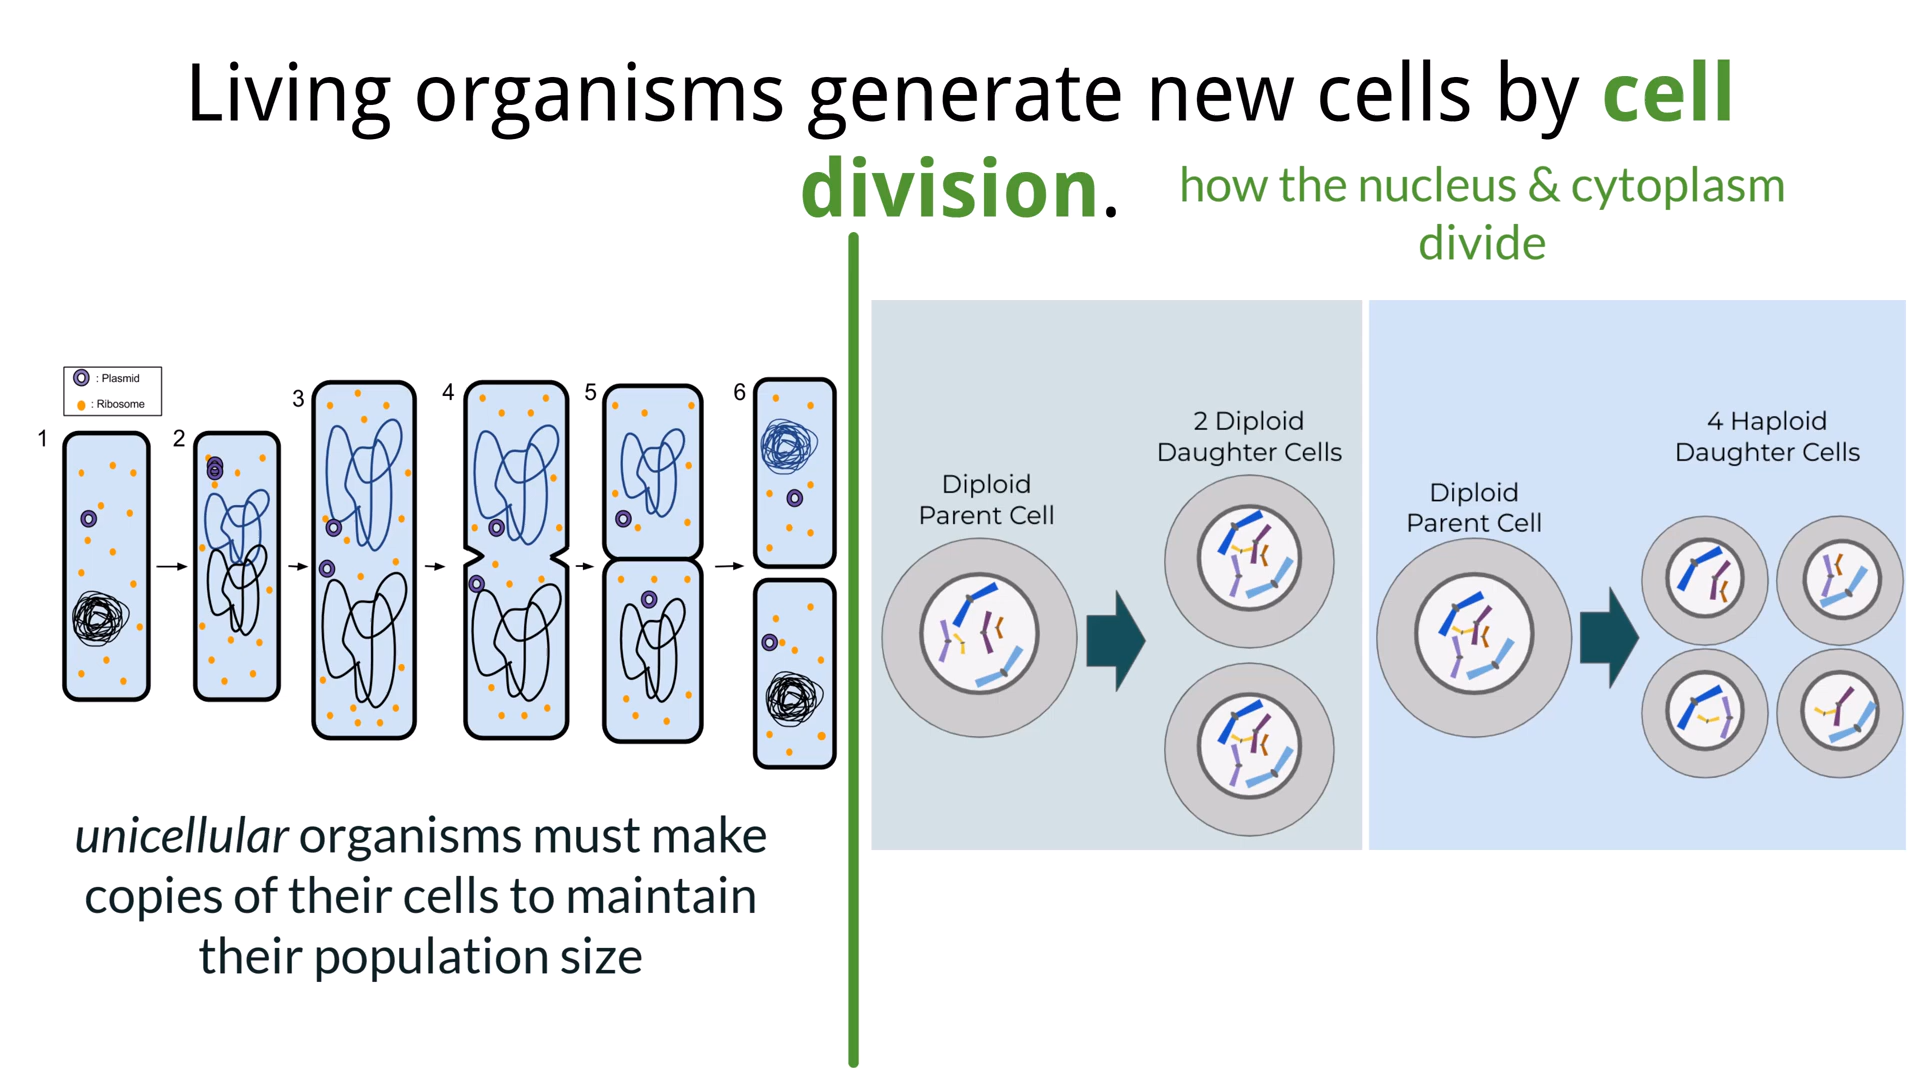 Living organisms generate new cells by cell
division.
how the nucleus & cytoplasm
divide
: Plasmid
: Ribosome
1
2
3
4
5
6
unicellular organisms must make
copies of their cells to maintain
their population size
Diploid
Parent Cell
2 Diploid
Daughter Cells
Diploid
Parent Cell
4 Haploid
Daughter Cells